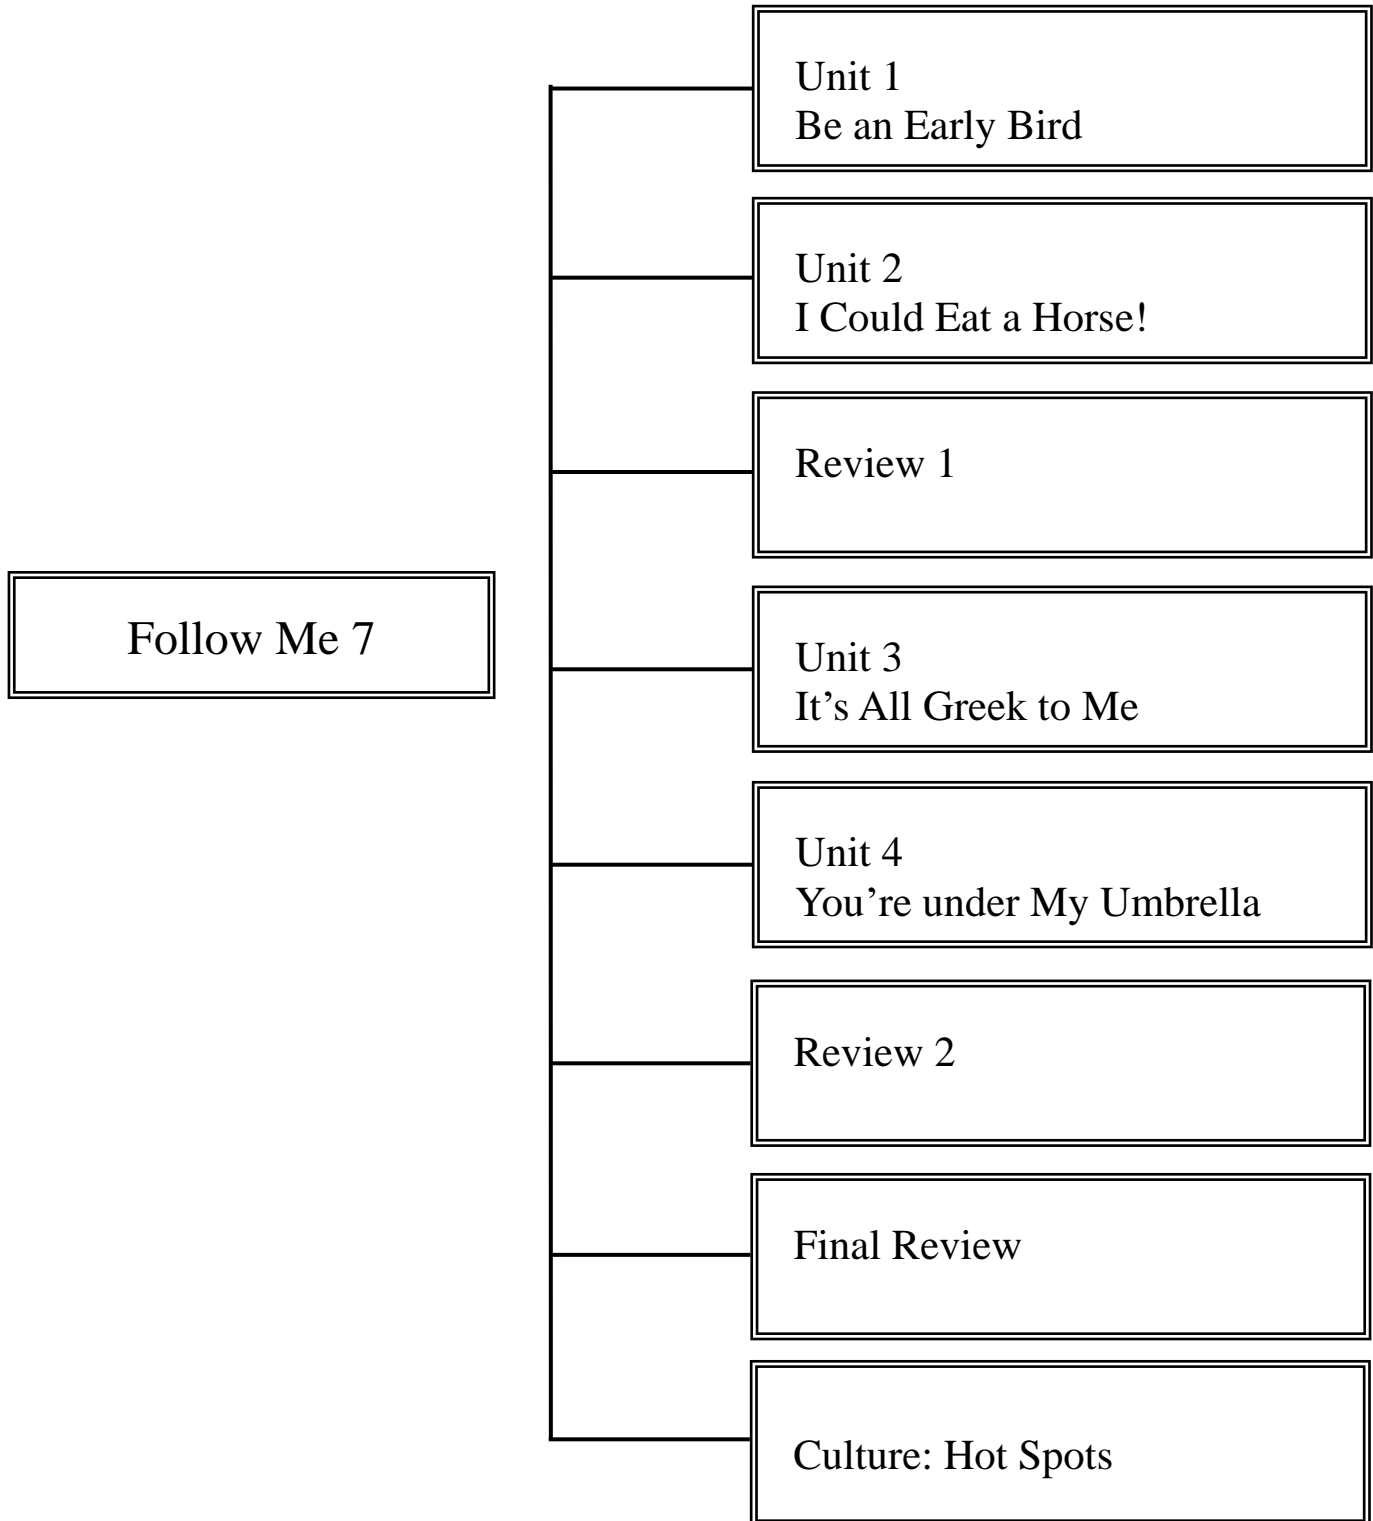 Follow Me 7
Unit 1
Be an Early Bird
Unit 2
I Could Eat a Horse!
Review 1
Unit 3
It’s All Greek to Me
Unit 4
You’re under My Umbrella
Review 2
Final Review
Culture: Hot Spots